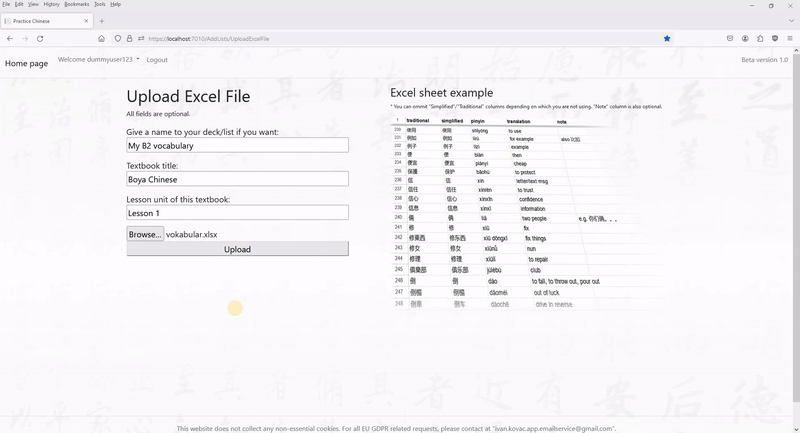 File Edit View History Bookmarks Tools Help
Practice Chinese
https://localhost:7010/AddLists/UploadExcelFile
Home page
Welcome dummyuser123
Logout
Beta version 1.0
Upload Excel File
All fields are optional.
Give a name to your deck/list if you want:
My B2 vocabulary
Textbook title:
Boya Chinese
Lesson unit of this textbook:
Lesson 1
Browse... vokabular.xlsx
Upload
Excel sheet example
* You can ommit "Simplified"/"Traditional" columns depending on which you are not using. "Note" column is also optional.
1 traditional simplified pinyin translation note
230 使用 使用 shǐyòng to use
231 例如 例如 lìrú for example
232 例子 例子 lìzi example
233 便 便 biàn then
234 便宜 便宜 piányi cheap
235 保護 保护 bǎohù to protect
236 信 信 xìn letter/text msg
237 信任 信任 xìnrèn to trust
238 信心 信心 xìnxīn confidence
239 信息 信息 xìnxī information
240 倆 俩 liǎ two people e.g. 你们俩。。。
241 修 修 xiū fix
242 修東西 修东西 xiū dōngxi fix things
243 修女 修女 xiūnǚ nun
244 修理 修理 xiūlǐ to repair
245 俱樂部 俱乐部 jùlèbù club
246 倒 倒 dào to fall, to throw out, pour out
247 倒楣 倒楣 dǎoméi out of luck
248 倒車 倒车 dàochē drive in reverse
This website does not collect any non-essential cookies. For all EU GDPR related requests, please contact at "ivan.kovac.app.emailservice@gmail.com".